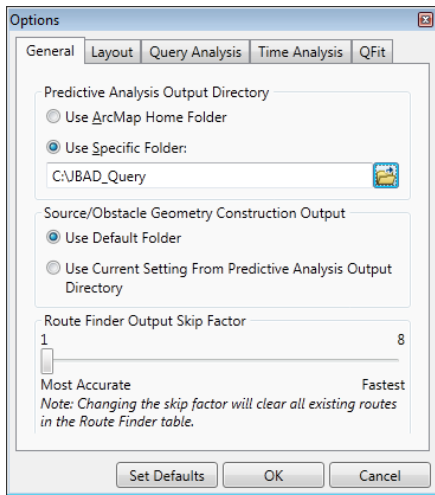 Options
General Layout Query Analysis Time Analysis QFit
Predictive Analysis Output Directory
Use ArcMap Home Folder
Use Specific Folder:
C:\JBAD_Query
Source/Obstacle Geometry Construction Output
Use Default Folder
Use Current Setting From Predictive Analysis Output
Directory
Route Finder Output Skip Factor
1 8
Most Accurate Fastest
Note: Changing the skip factor will clear all existing routes
in the Route Finder table.
Set Defaults OK Cancel